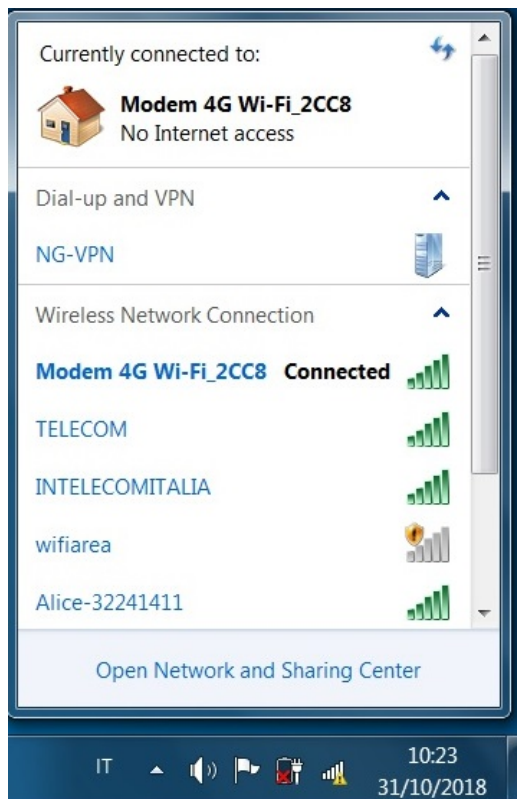 Currently connected to:
Modem 4G Wi-Fi_2CC8
No Internet access
Dial-up and VPN
NG-VPN
Wireless Network Connection
Modem 4G Wi-Fi_2CC8 Connected
TELECOM
INTELECOMITALIA
wifiarea
Alice-32241411
Open Network and Sharing Center
IT
10:23
31/10/2018